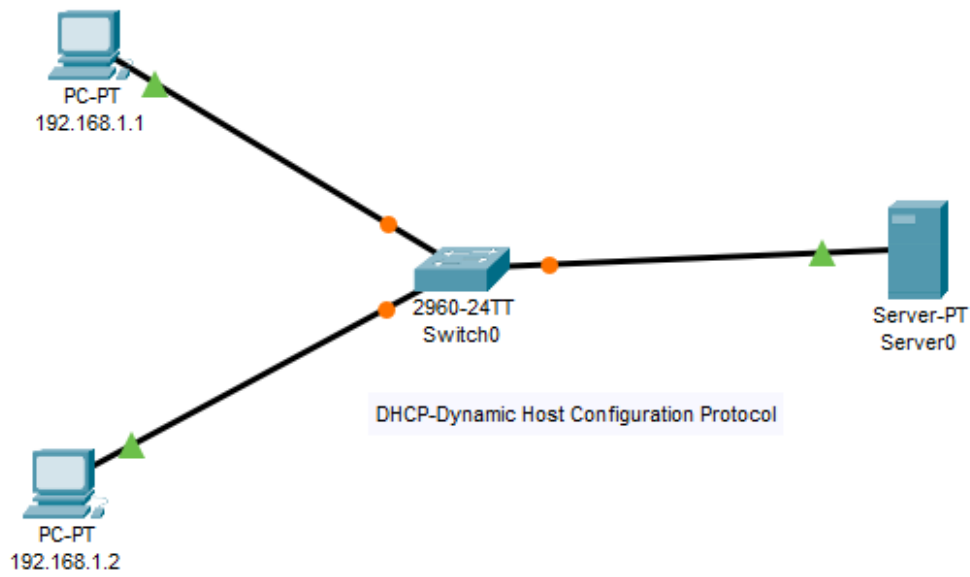 PC-PT
192.168.1.1
2960-24TT
Switch0
Server-PT
Server0
DHCP-Dynamic Host Configuration Protocol
PC-PT
192.168.1.2